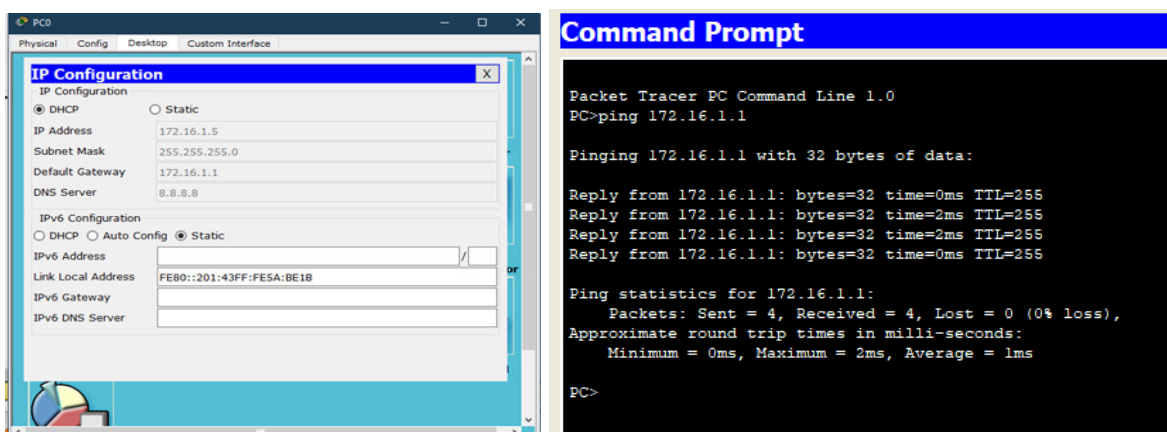 PC0
Physical Config Desktop Custom Interface
IP Configuration X
IP Configuration
DHCP Static
IP Address 172.16.1.5
Subnet Mask 255.255.255.0
Default Gateway 172.16.1.1
DNS Server 8.8.8.8
IPv6 Configuration
DHCP Auto Config Static
IPv6 Address /
Link Local Address FE80::201:43FF:FE5A:BE1B
IPv6 Gateway
IPv6 DNS Server
Command Prompt
Packet Tracer PC Command Line 1.0
PC>ping 172.16.1.1
Pinging 172.16.1.1 with 32 bytes of data:
Reply from 172.16.1.1: bytes=32 time=0ms TTL=255
Reply from 172.16.1.1: bytes=32 time=2ms TTL=255
Reply from 172.16.1.1: bytes=32 time=2ms TTL=255
Reply from 172.16.1.1: bytes=32 time=0ms TTL=255
Ping statistics for 172.16.1.1:
Packets: Sent = 4, Received = 4, Lost = 0 (0% loss),
Approximate round trip times in milli-seconds:
Minimum = 0ms, Maximum = 2ms, Average = 1ms
PC>